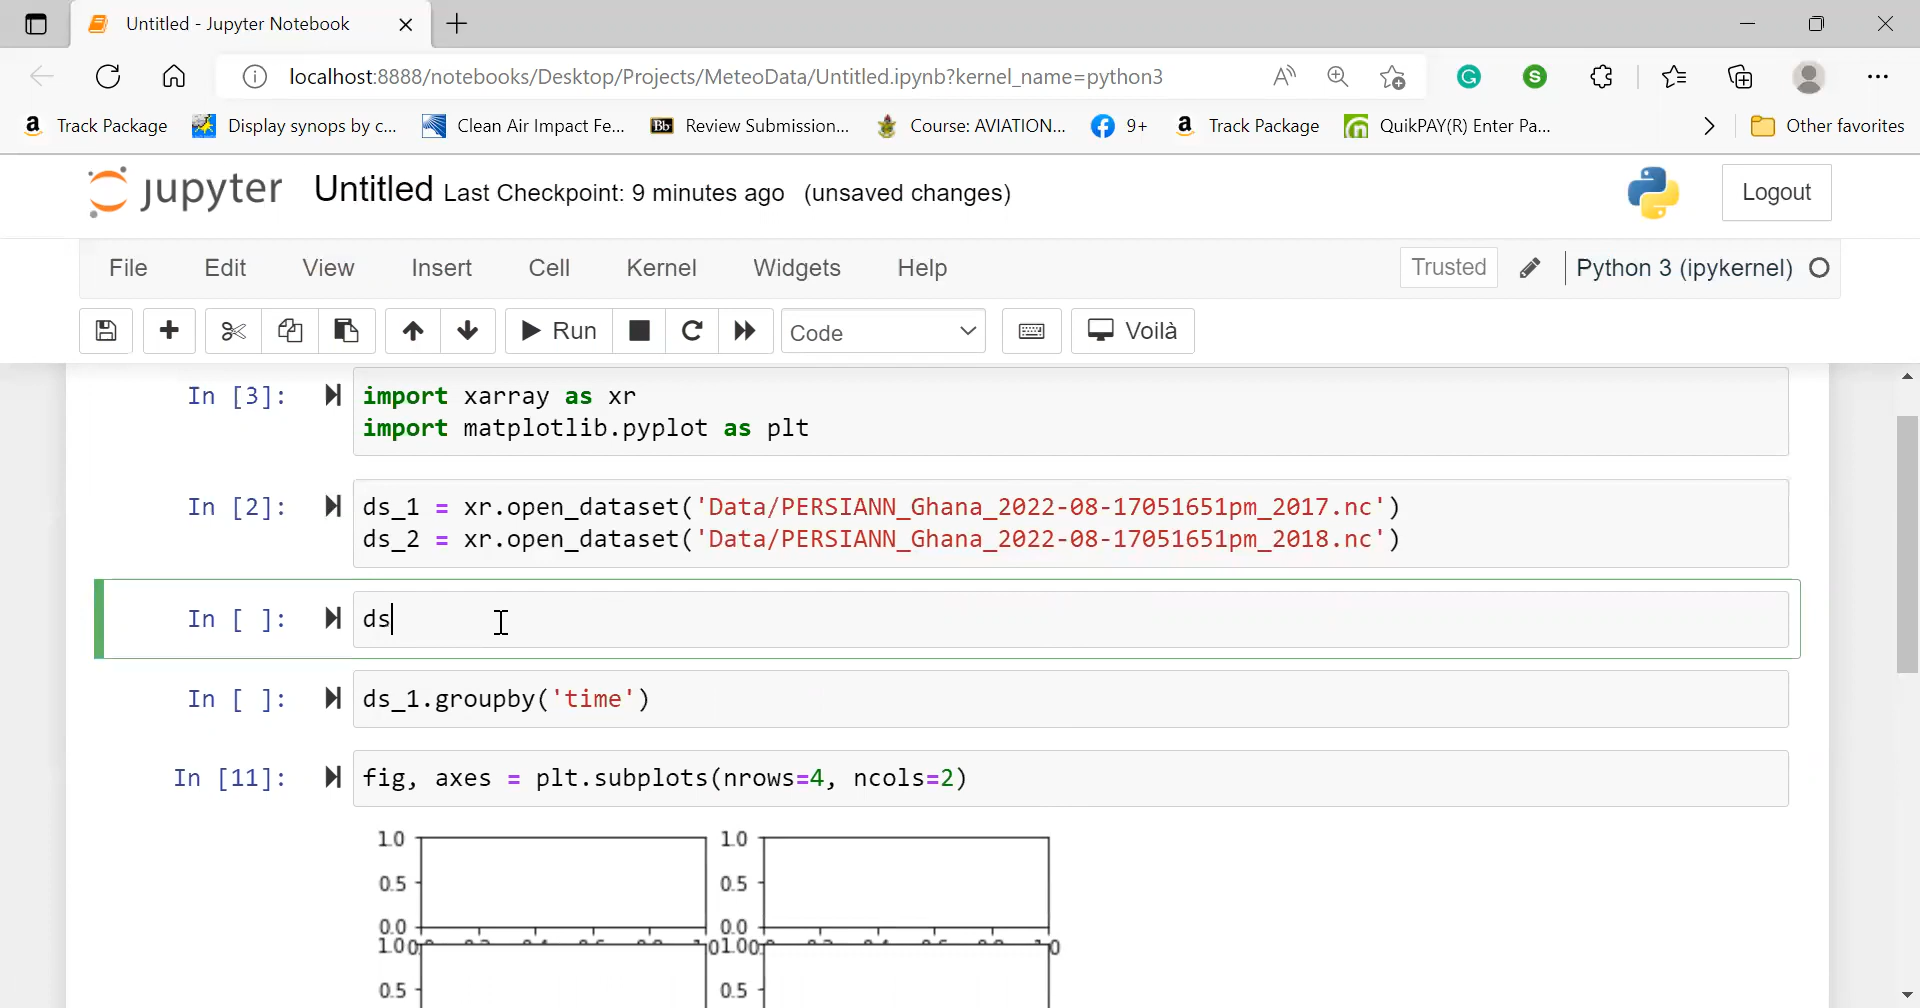 Untitled - Jupyter Notebook
localhost:8888/notebooks/Desktop/Projects/MeteoData/Untitled.ipynb?kernel_name=python3
Track Package Display synops by c... Clean Air Impact Fe... Bb Review Submission... Course: AVIATION... 9+ Track Package QuikPAY(R) Enter Pa... Other favorites
jupyter Untitled Last Checkpoint: 9 minutes ago (unsaved changes) Logout
File Edit View Insert Cell Kernel Widgets Help Trusted Python 3 (ipykernel)
Run Code Voilà
In [3]: import xarray as xr
import matplotlib.pyplot as plt
In [2]: ds_1 = xr.open_dataset('Data/PERSIANN_Ghana_2022-08-17051651pm_2017.nc')
ds_2 = xr.open_dataset('Data/PERSIANN_Ghana_2022-08-17051651pm_2018.nc')
In [ ]: ds
In [ ]: ds_1.groupby('time')
In [11]: fig, axes = plt.subplots(nrows=4, ncols=2)
1.0 1.0
0.5 0.5
0.0 0.0
0.5 0.5